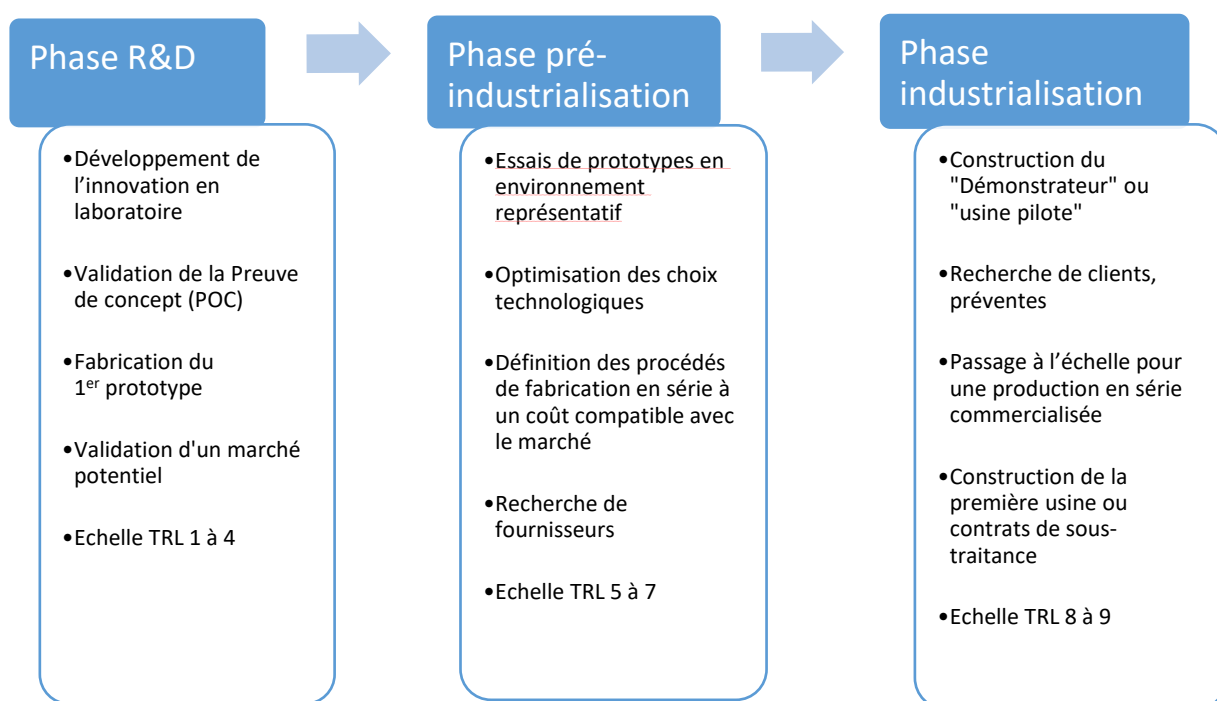 Phase R&D
•Développement de
l’innovation en
laboratoire
•Validation de la Preuve
de concept (POC)
•Fabrication du
1er prototype
•Validation d'un marché
potentiel
•Echelle TRL 1 à 4
Phase pré-
industrialisation
•Essais de prototypes en
environnement
représentatif
•Optimisation des choix
technologiques
•Définition des procédés
de fabrication en série à
un coût compatible avec
le marché
•Recherche de
fournisseurs
•Echelle TRL 5 à 7
Phase
industrialisation
•Construction du
"Démonstrateur" ou
"usine pilote"
•Recherche de clients,
préventes
•Passage à l’échelle pour
une production en série
commercialisée
•Construction de la
première usine ou
contrats de sous-
traitance
•Echelle TRL 8 à 9